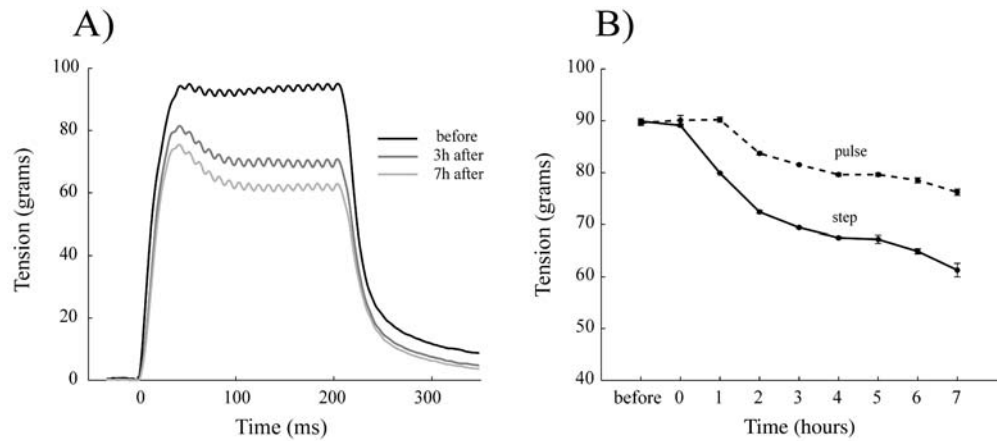 A)
100
80
60
40
20
0
Tension (grams)
0
100
200
300
Time (ms)
before
3h after
7h after
B)
100
90
80
70
60
50
40
Tension (grams)
pulse
step
before 0 1 2 3 4 5 6 7
Time (hours)